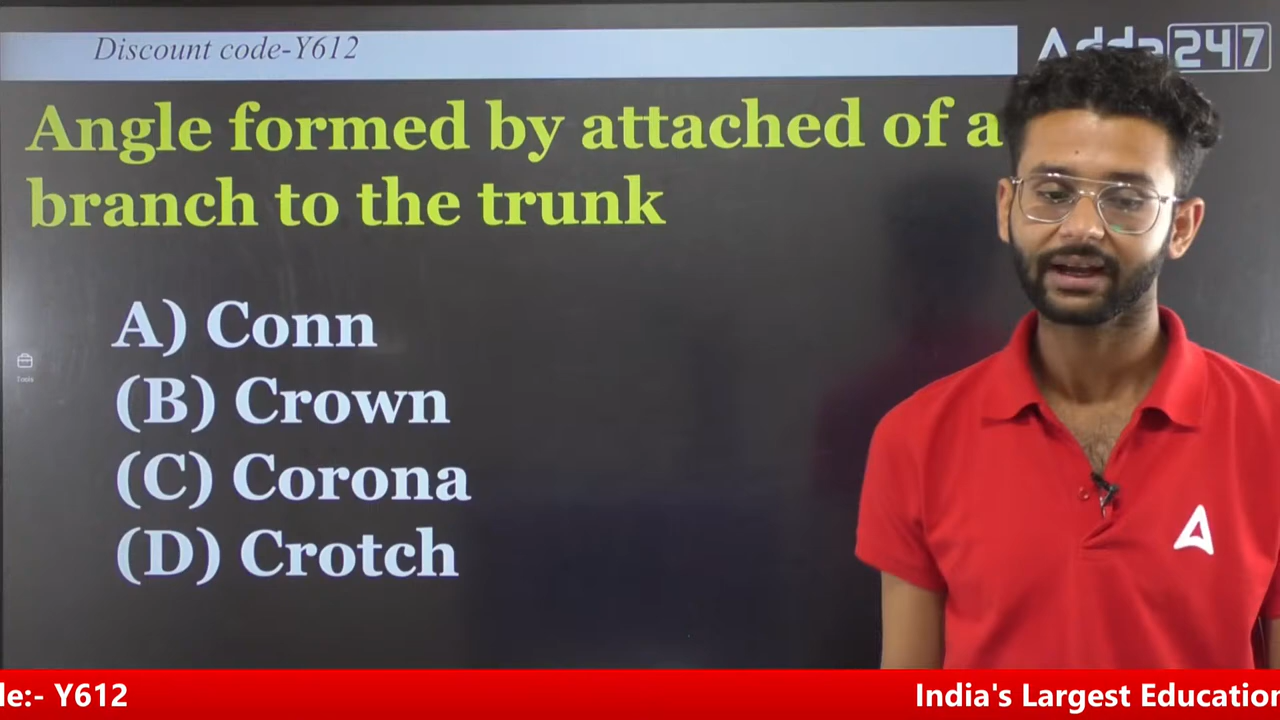 Discount code-Y612
Adda247
Angle formed by attached of a
branch to the trunk
A) Conn
(B) Crown
(C) Corona
(D) Crotch
Tools
le:- Y612
India's Largest Education